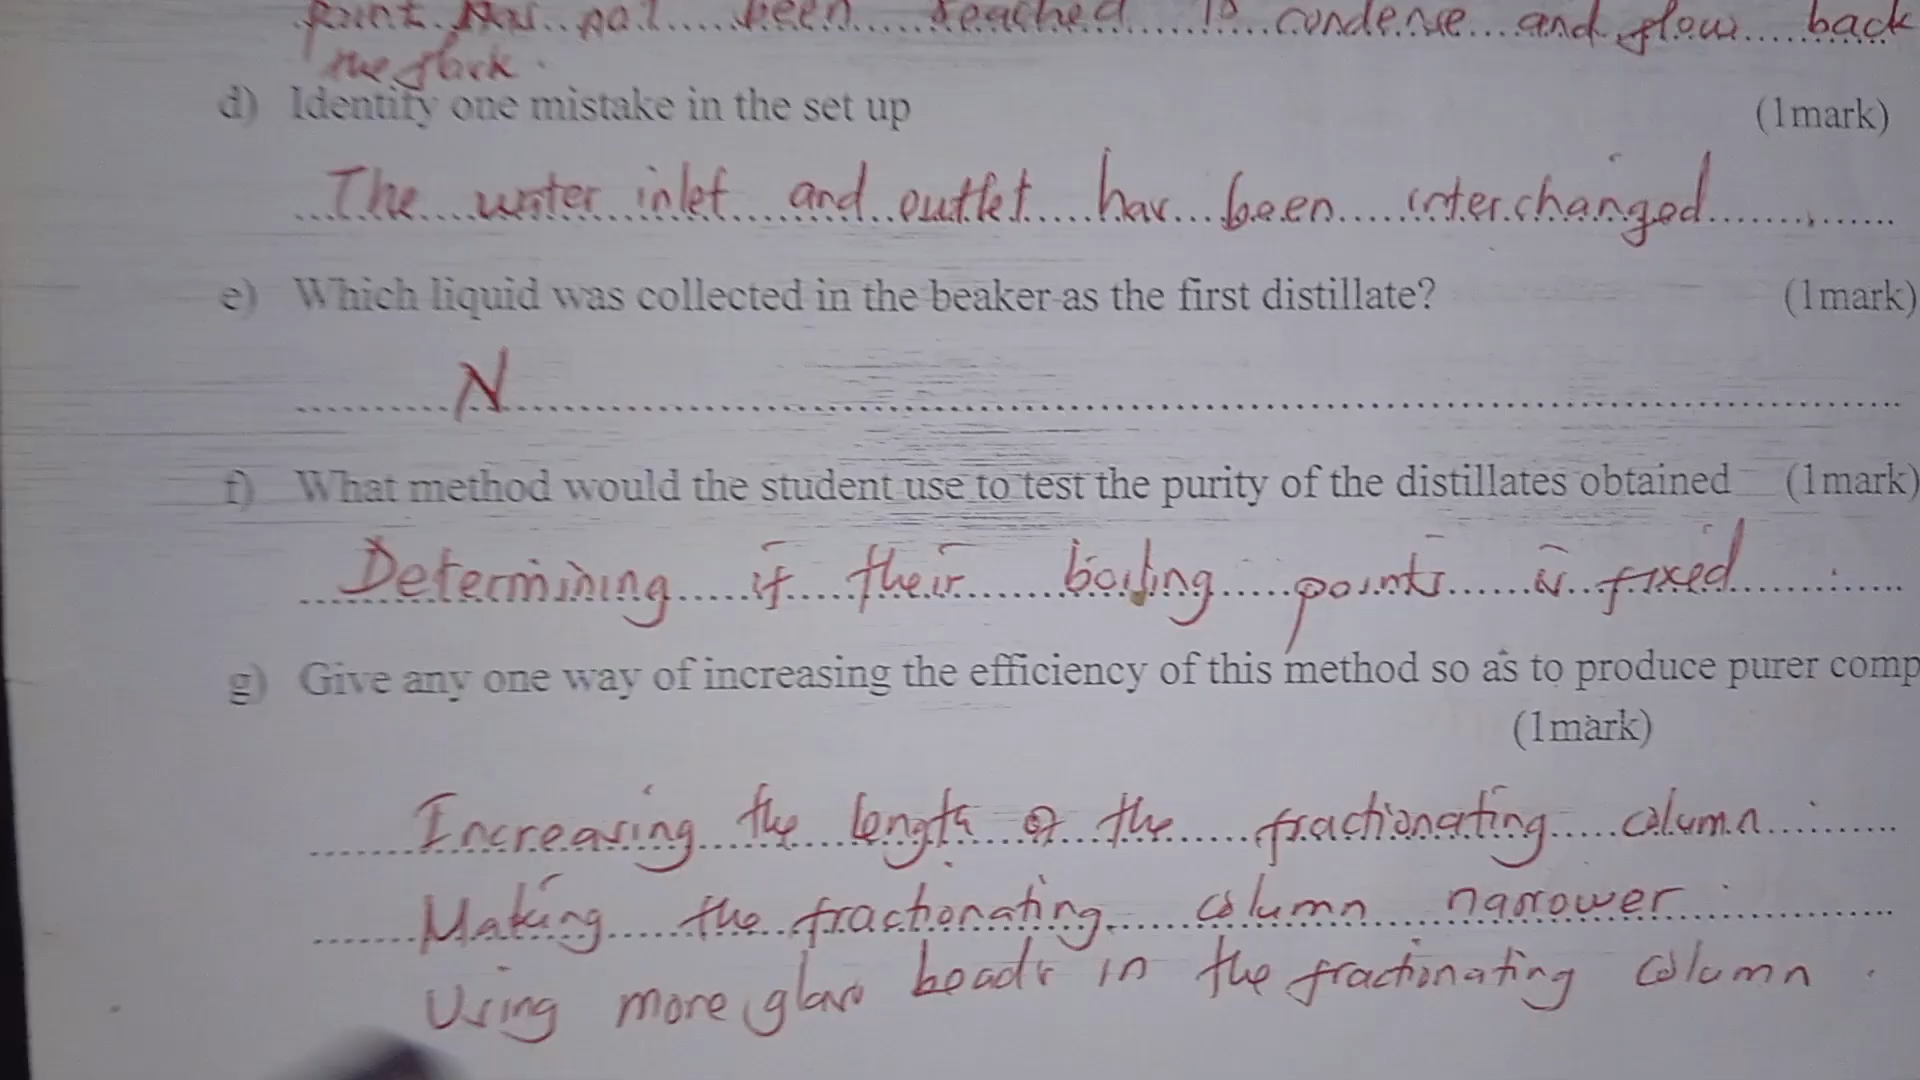 point has not been reached to condense and flow back
the flask.
d) Identify one mistake in the set up (1mark)
The water inlet and outlet has been interchanged
e) Which liquid was collected in the beaker as the first distillate? (1mark)
N
f) What method would the student use to test the purity of the distillates obtained (1mark)
Determining if their boiling points is fixed
g) Give any one way of increasing the efficiency of this method so as to produce purer comp
(1mark)
Increasing the length of the fractionating column.
Making the fractionating column narrower.
Using more glass beads in the fractionating column.